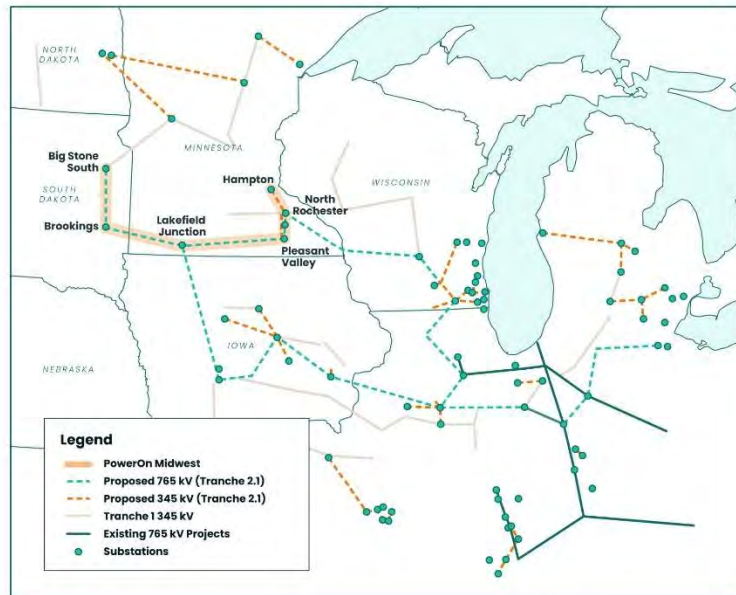 NORTH
DAKOTA
MINNESOTA
Big Stone
South
SOUTH
DAKOTA
Hampton
WISCONSIN
North
Rochester
Brookings
Lakefield
Junction
Pleasant
Valley
IOWA
NEBRASKA
Legend
PowerOn Midwest
Proposed 765 kV (Tranche 2.1)
Proposed 345 kV (Tranche 2.1)
Tranche 1 345 kV
Existing 765 kV Projects
Substations